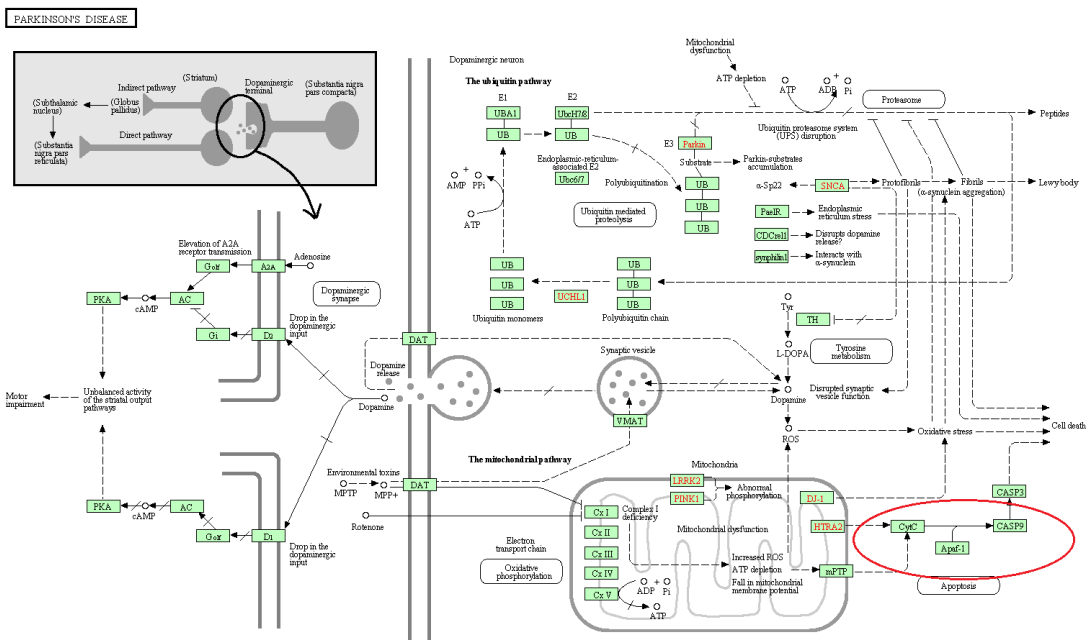 PARKINSON'S DISEASE
(Striatum)
Indirect pathway
(Subthalamic
nucleus)
(Globus
pallidus)
Dopaminergic
terminal
(Substantia nigra
pars compacta)
Direct pathway
(Substantia
nigra pars
reticulata)
Dopaminergic neuron
The ubiquitin pathway
E1
E2
UBA1
UbcH7/8
UB
UB
Endoplasmic-reticulum-
associated E2
Ubc6/7
AMP + PPi
ATP
Mitochondrial
dysfunction
ATP depletion
ATP
ADP + Pi
Proteasome
Peptides
Ubiquitin proteasome system
(UPS) disruption
E3
Parkin
Substrate
Parkin-substrates
accumulation
Polyubiquitination
UB
UB
UB
Ubiquitin mediated
proteolysis
α-Sp22
SNCA
Protofibrils
Fibrils
(α-synuclein aggregation)
Lewy body
PaelR
Endoplasmic
reticulum stress
CDCrel1
Disrupts dopamine
release?
synphilin1
Interacts with
α-synuclein
UB
UB
UB
Ubiquitin monomers
UCHL1
UB
UB
UB
Polyubiquitin chain
Elevation of A2A
receptor transmission
Golf
A2A
Adenosine
PKA
cAMP
AC
Gi
D2
Drop in the
dopaminergic
input
Dopaminergic
synapse
DAT
Dopamine
release
Dopamine
Motor
impairment
Unbalanced activity
of the striatal output
pathways
PKA
cAMP
AC
Golf
D1
Drop in the
dopaminergic
input
Synaptic vesicle
VMAT
Tyr
TH
L-DOPA
Tyrosine
metabolism
Dopamine
Disrupted synaptic
vesicle function
ROS
Oxidative stress
Cell death
The mitochondrial pathway
Environmental toxins
MPTP
MPP+
DAT
Rotenone
Electron
transport chain
Oxidative
phosphorylation
Mitochondria
LRRK2
PINK1
Abnormal
phosphorylation
DJ-1
HTRA2
Cx I
Cx II
Cx III
Cx IV
Cx V
Complex I
deficiency
Mitochondrial dysfunction
Increased ROS
ATP depletion
Fall in mitochondrial
membrane potential
ADP + Pi
ATP
mPTP
CytC
Apaf-1
CASP9
CASP3
Apoptosis